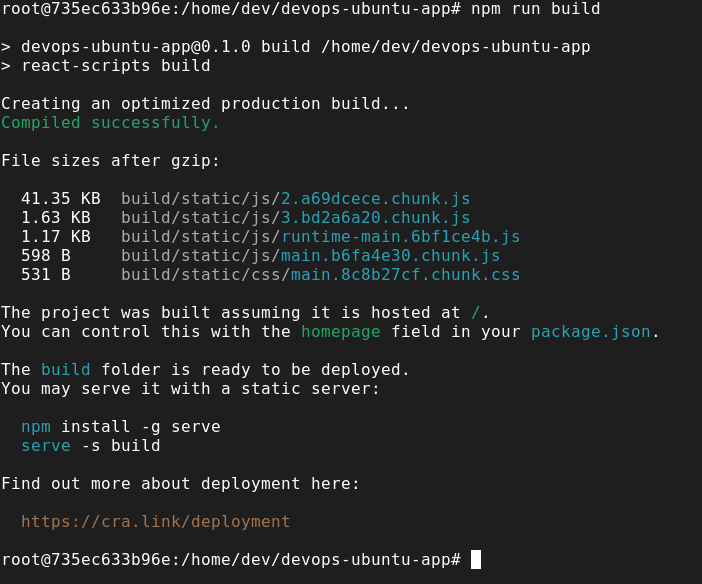 root@735ec633b96e:/home/dev/devops-ubuntu-app# npm run build
> devops-ubuntu-app@0.1.0 build /home/dev/devops-ubuntu-app
> react-scripts build
Creating an optimized production build...
Compiled successfully.
File sizes after gzip:
41.35 KB  build/static/js/2.a69dcece.chunk.js
1.63 KB   build/static/js/3.bd2a6a20.chunk.js
1.17 KB   build/static/js/runtime-main.6bf1ce4b.js
598 B     build/static/js/main.b6fa4e30.chunk.js
531 B     build/static/css/main.8c8b27cf.chunk.css
The project was built assuming it is hosted at /.
You can control this with the homepage field in your package.json.
The build folder is ready to be deployed.
You may serve it with a static server:
npm install -g serve
serve -s build
Find out more about deployment here:
https://cra.link/deployment
root@735ec633b96e:/home/dev/devops-ubuntu-app#